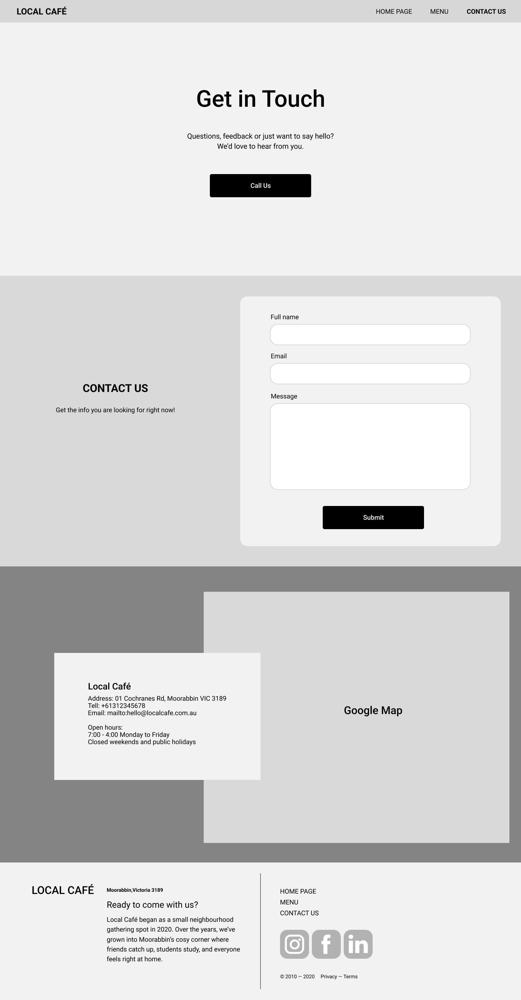 LOCAL CAFÉ
HOME PAGE
MENU
CONTACT US
Get in Touch
Questions, feedback or just want to say hello?
We’d love to hear from you.
Call Us
CONTACT US
Get the info you are looking for right now!
Full name
Email
Message
Submit
Local Café
Address: 01 Cochranes Rd, Moorabbin VIC 3189
Tell: +61312345678
Email: mailto:hello@localcafe.com.au
Open hours:
7:00 - 4:00 Monday to Friday
Closed weekends and public holidays
Google Map
LOCAL CAFÉ
Moorabbin,Victoria 3189
Ready to come with us?
Local Café began as a small neighbourhood
gathering spot in 2020. Over the years, we’ve
grown into Moorabbin’s cosy corner where
friends catch up, students study, and everyone
feels right at home.
HOME PAGE
MENU
CONTACT US
© 2010 — 2020 Privacy — Terms